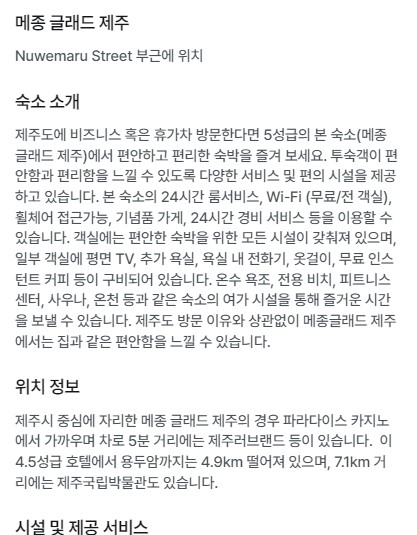 메종 글래드 제주
Nuwemaru Street 부근에 위치
숙소 소개
제주도에 비즈니스 혹은 휴가차 방문한다면 5성급의 본 숙소(메종
글래드 제주)에서 편안하고 편리한 숙박을 즐겨 보세요. 투숙객이 편
안함과 편리함을 느낄 수 있도록 다양한 서비스 및 편의 시설을 제공
하고 있습니다. 본 숙소의 24시간 룸서비스, Wi-Fi (무료/전 객실),
휠체어 접근가능, 기념품 가게, 24시간 경비 서비스 등을 이용할 수
있습니다. 객실에는 편안한 숙박을 위한 모든 시설이 갖춰져 있으며,
일부 객실에 평면 TV, 추가 욕실, 욕실 내 전화기, 옷걸이, 무료 인스
턴트 커피 등이 구비되어 있습니다. 온수 욕조, 전용 비치, 피트니스
센터, 사우나, 온천 등과 같은 숙소의 여가 시설을 통해 즐거운 시간
을 보낼 수 있습니다. 제주도 방문 이유와 상관없이 메종글래드 제주
에서는 집과 같은 편안함을 느낄 수 있습니다.
위치 정보
제주시 중심에 자리한 메종 글래드 제주의 경우 파라다이스 카지노
에서 가까우며 차로 5분 거리에는 제주러브랜드 등이 있습니다. 이
4.5성급 호텔에서 용두암까지는 4.9km 떨어져 있으며, 7.1km 거
리에는 제주국립박물관도 있습니다.
시설 및 제공 서비스